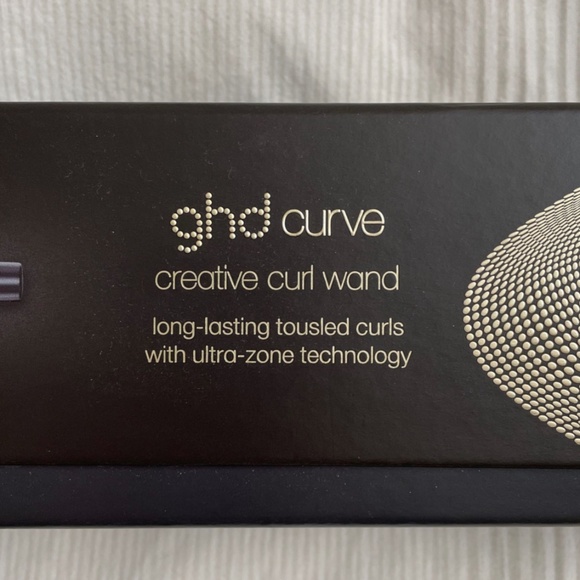 ghd curve
creative curl wand
long-lasting tousled curls
with ultra-zone technology